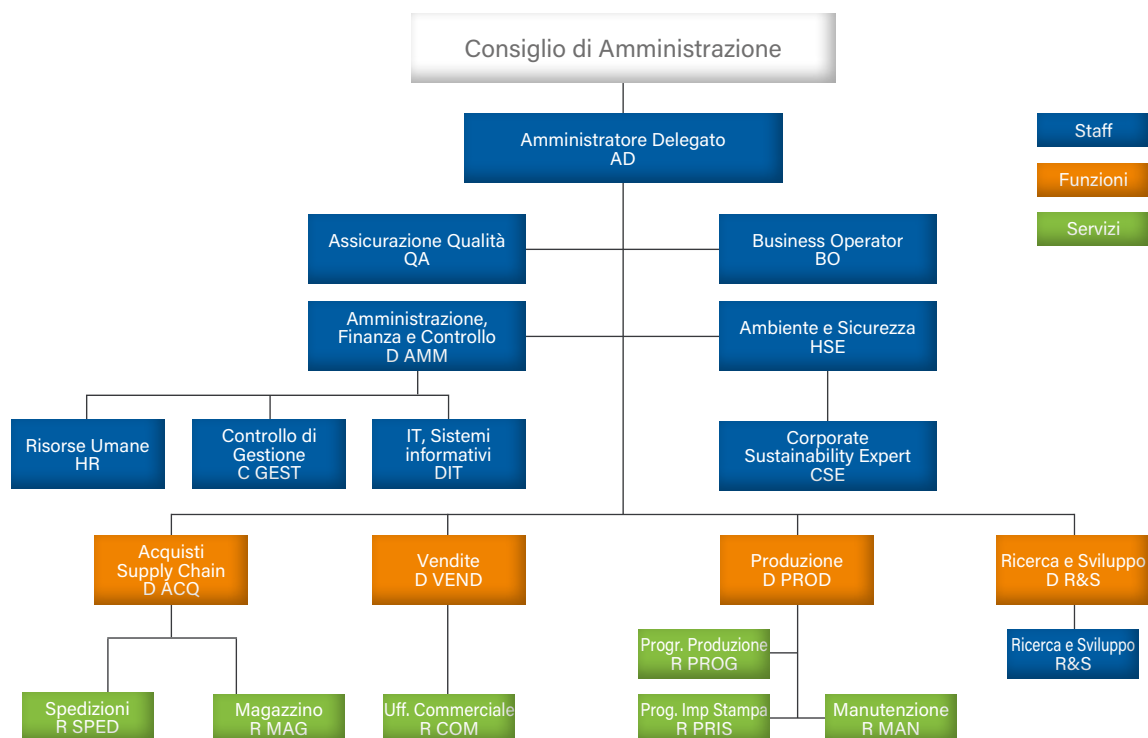 Consiglio di Amministrazione
Amministratore Delegato
AD
Staff
Funzioni
Servizi
Assicurazione Qualità
QA
Business Operator
BO
Amministrazione,
Finanza e Controllo
D AMM
Ambiente e Sicurezza
HSE
Risorse Umane
HR
Controllo di
Gestione
C GEST
IT, Sistemi
informativi
DIT
Corporate
Sustainability Expert
CSE
Acquisti
Supply Chain
D ACQ
Vendite
D VEND
Produzione
D PROD
Ricerca e Sviluppo
D R&S
Progr. Produzione
R PROG
Ricerca e Sviluppo
R&S
Spedizioni
R SPED
Magazzino
R MAG
Uff. Commerciale
R COM
Prog. Imp Stampa
R PRIS
Manutenzione
R MAN